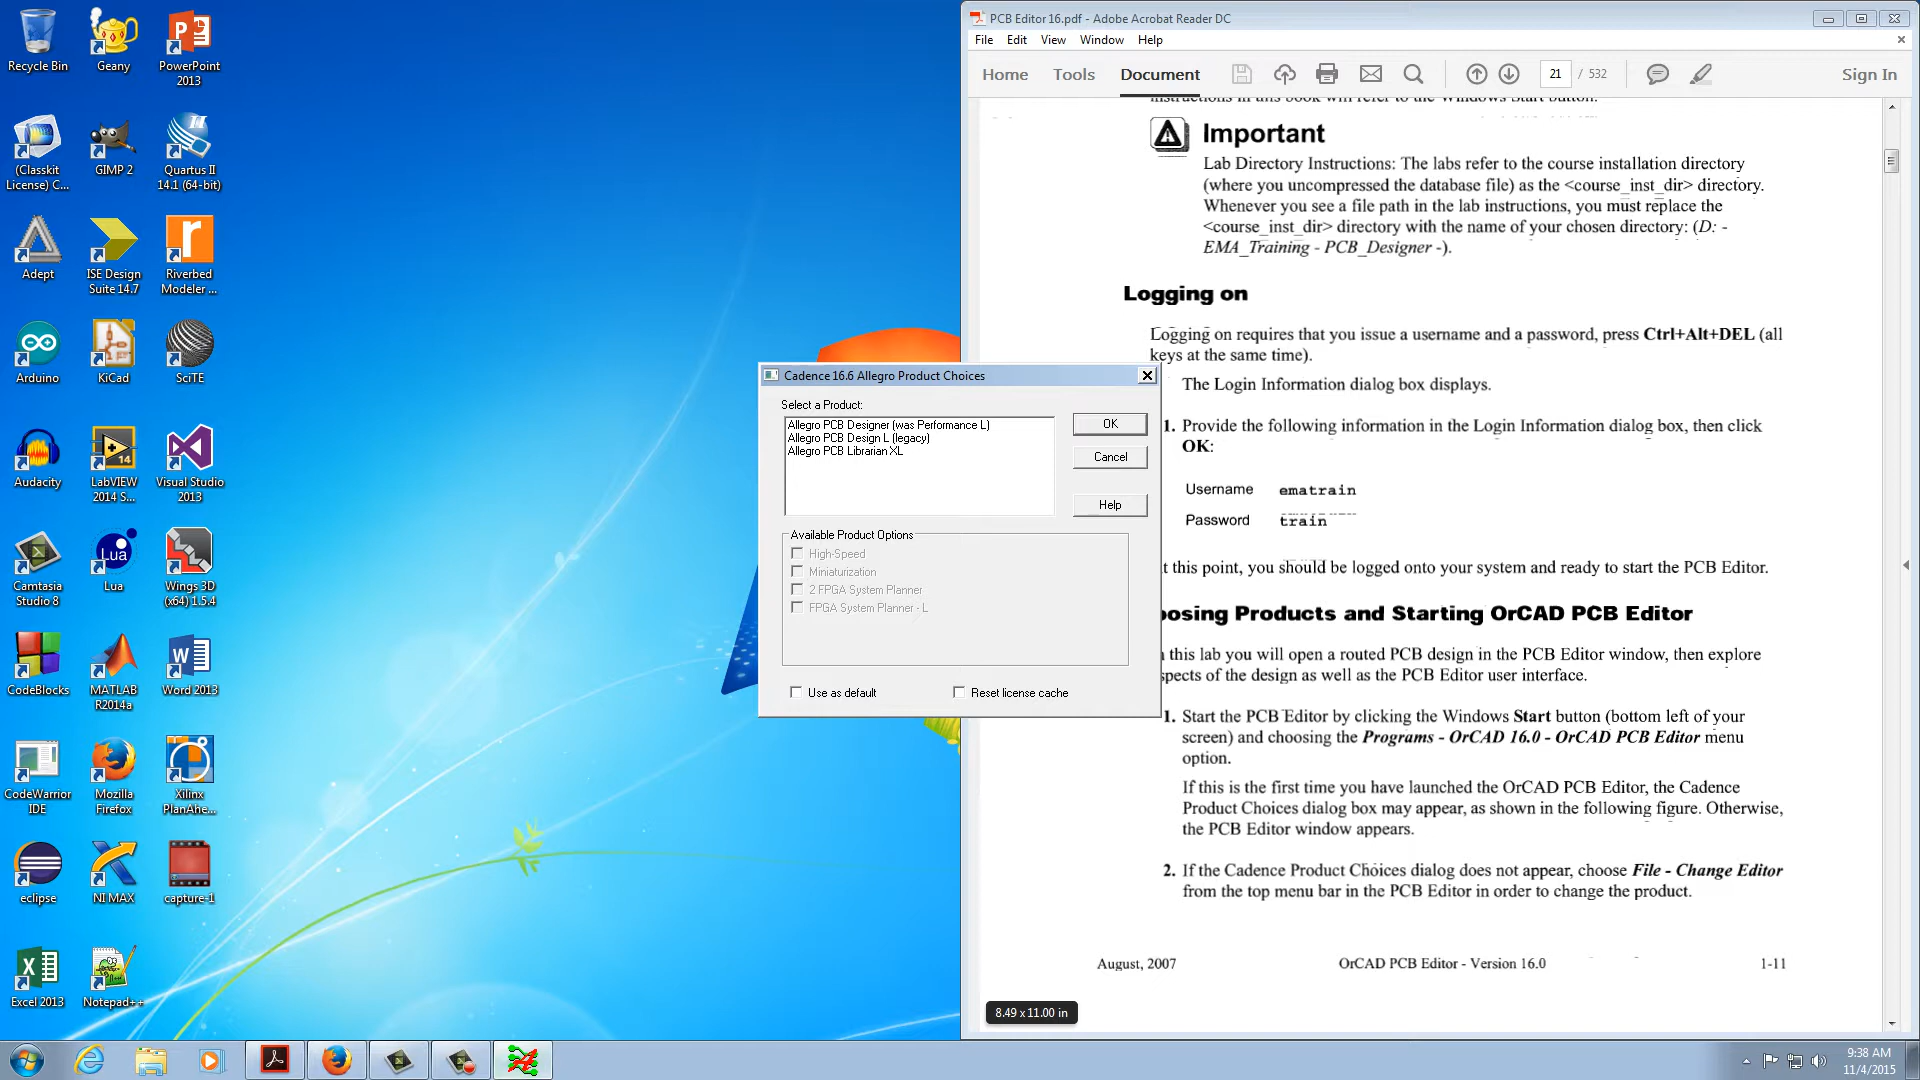 Recycle Bin
Geany
PowerPoint 2013
(Classkit License) C...
GIMP 2
Quartus II 14.1 (64-bit)
Adept
ISE Design Suite 14.7
Riverbed Modeler ...
Arduino
KiCad
SciTE
Audacity
LabVIEW 2014 S...
Visual Studio 2013
Camtasia Studio 8
Lua
Wings 3D (x64) 1.5.4
CodeBlocks
MATLAB R2014a
Word 2013
CodeWarrior IDE
Mozilla Firefox
Xilinx PlanAhe...
eclipse
NI MAX
capture-1
Excel 2013
Notepad++
Cadence 16.6 Allegro Product Choices
Select a Product:
Allegro PCB Designer (was Performance L)
Allegro PCB Design L (legacy)
Allegro PCB Librarian XL
OK
Cancel
Help
Available Product Options
High-Speed
Miniaturization
2 FPGA System Planner
FPGA System Planner - L
Use as default
Reset license cache
PCB Editor 16.pdf - Adobe Acrobat Reader DC
File Edit View Window Help
Home Tools Document 21 / 532 Sign In
instructions in this book will refer to the Windows Start button.
Important
Lab Directory Instructions: The labs refer to the course installation directory
(where you uncompressed the database file) as the <course_inst_dir> directory.
Whenever you see a file path in the lab instructions, you must replace the
<course_inst_dir> directory with the name of your chosen directory: (D: -
EMA_Training - PCB_Designer -).
Logging on
Logging on requires that you issue a username and a password, press Ctrl+Alt+DEL (all
keys at the same time).
The Login Information dialog box displays.
1. Provide the following information in the Login Information dialog box, then click
OK:
Username ematrain
Password train
t this point, you should be logged onto your system and ready to start the PCB Editor.
osing Products and Starting OrCAD PCB Editor
this lab you will open a routed PCB design in the PCB Editor window, then explore
spects of the design as well as the PCB Editor user interface.
1. Start the PCB Editor by clicking the Windows Start button (bottom left of your
screen) and choosing the Programs - OrCAD 16.0 - OrCAD PCB Editor menu
option.
If this is the first time you have launched the OrCAD PCB Editor, the Cadence
Product Choices dialog box may appear, as shown in the following figure. Otherwise,
the PCB Editor window appears.
2. If the Cadence Product Choices dialog does not appear, choose File - Change Editor
from the top menu bar in the PCB Editor in order to change the product.
August, 2007 OrCAD PCB Editor - Version 16.0 1-11
8.49 x 11.00 in
9:38 AM
11/4/2015